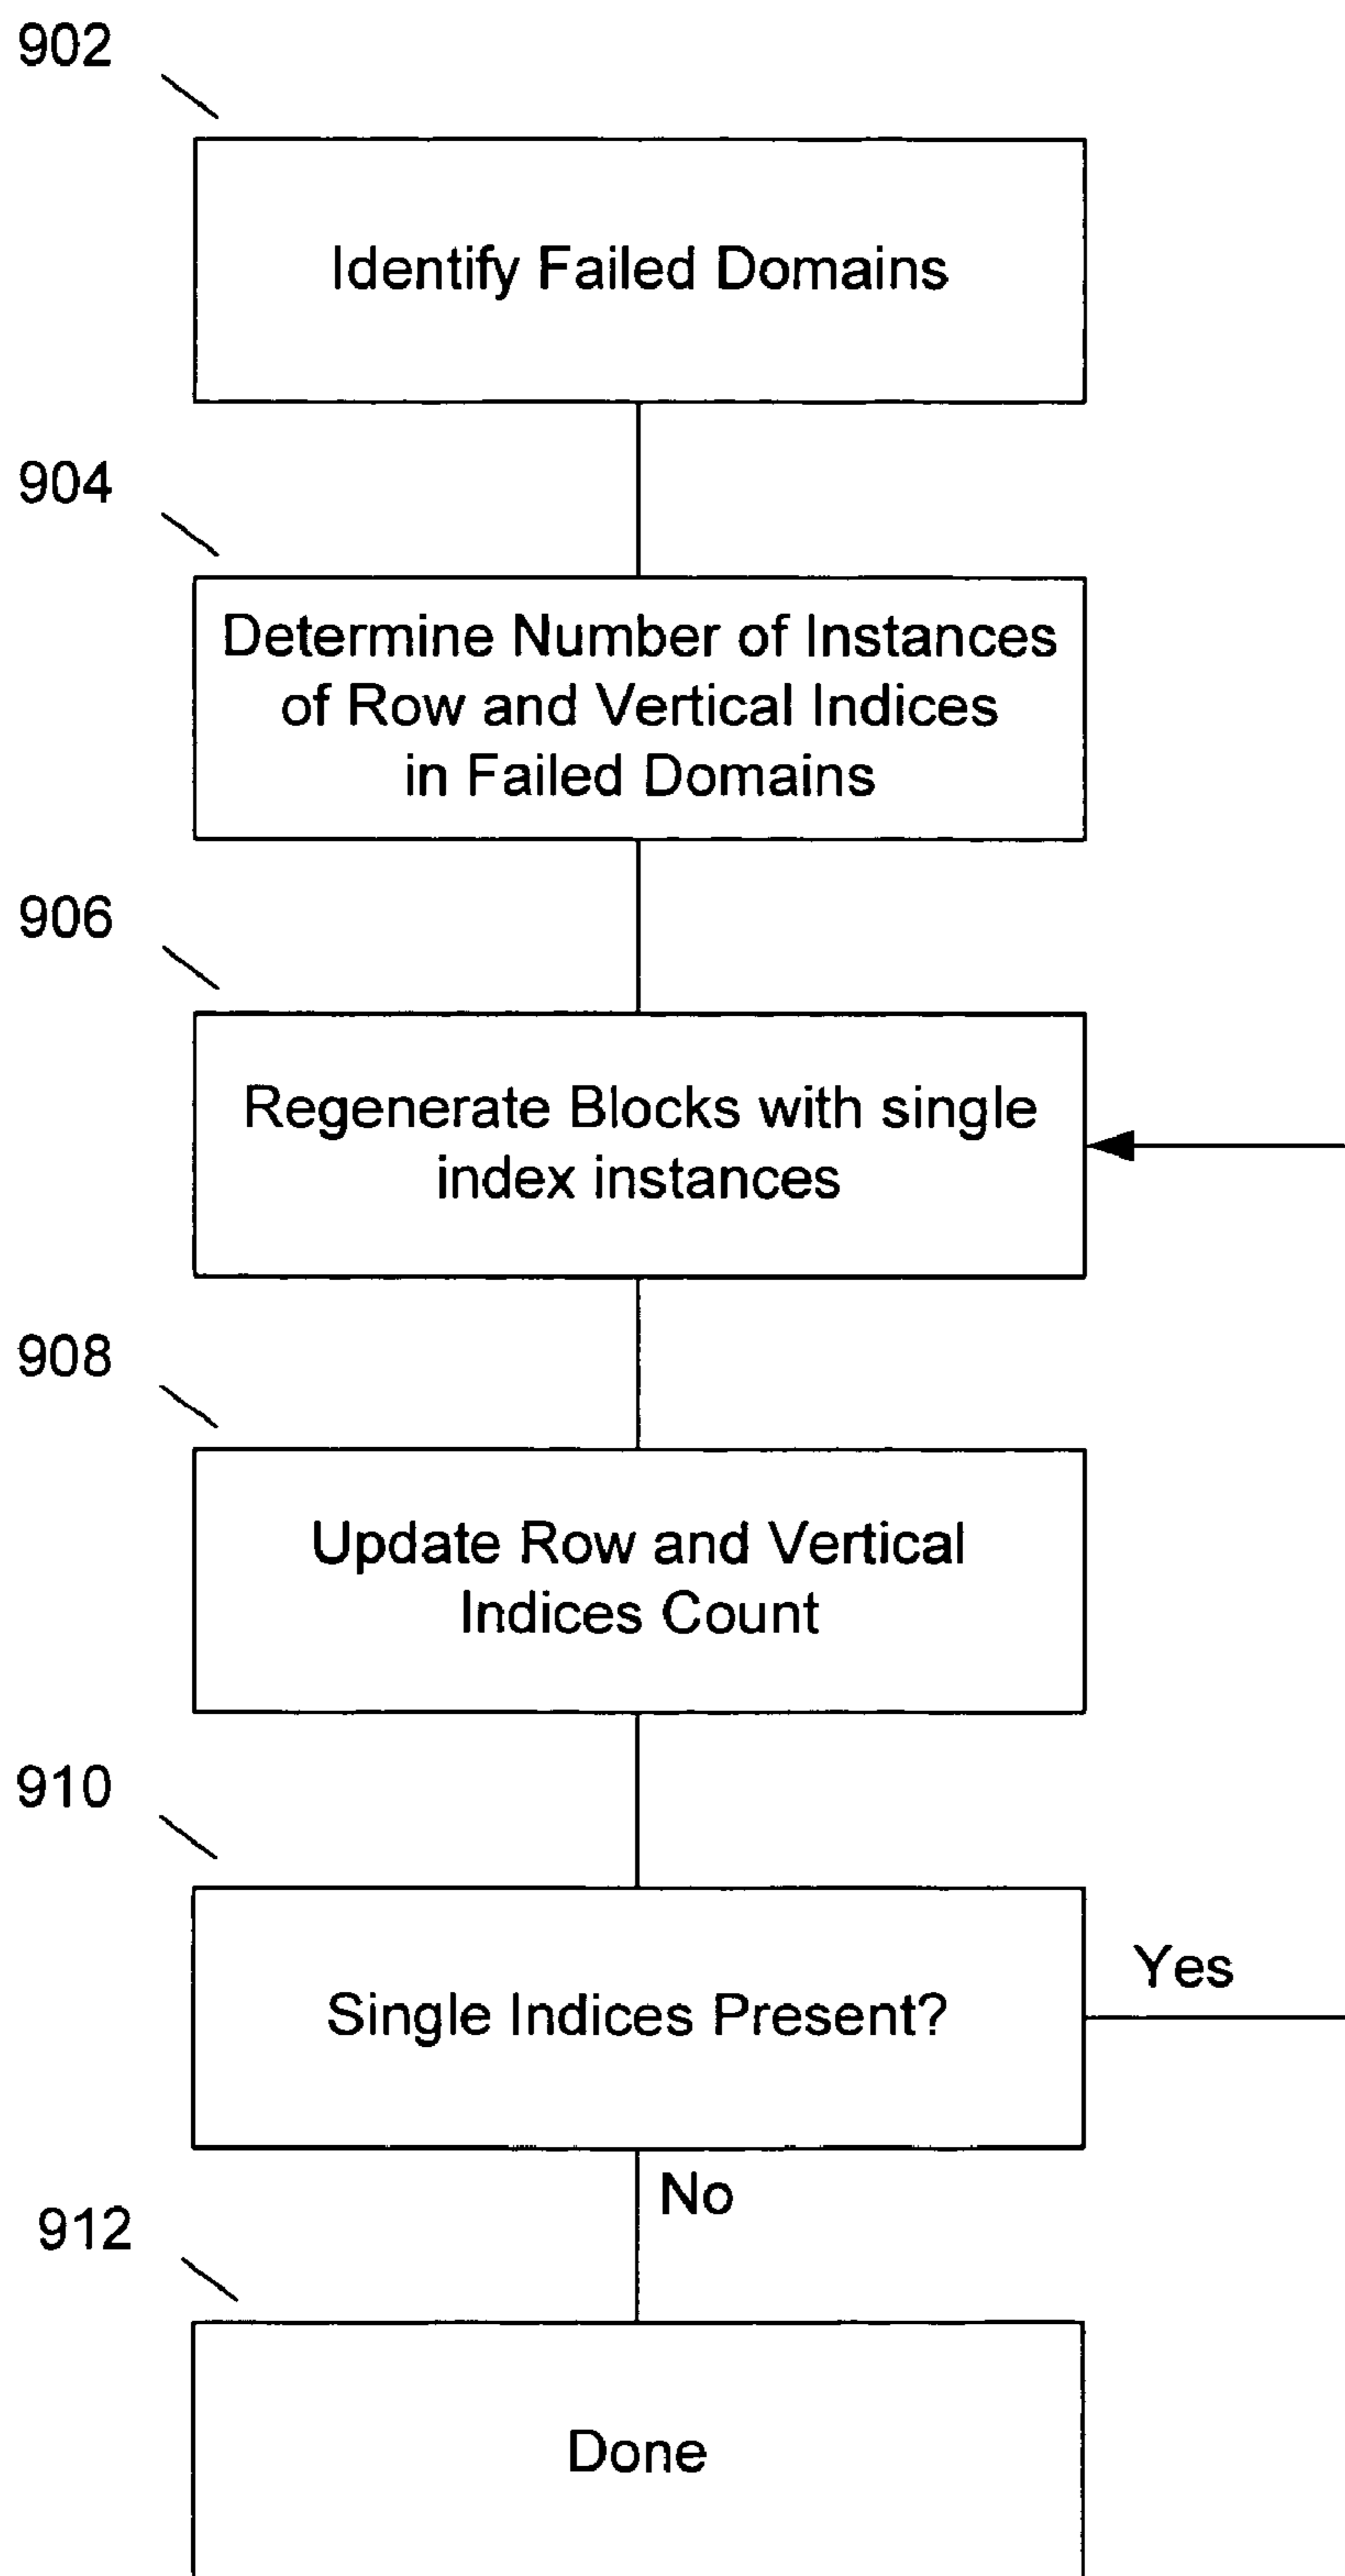 902
Identify Failed Domains
904
Determine Number of Instances
of Row and Vertical Indices
in Failed Domains
906
Regenerate Blocks with single
index instances
908
Update Row and Vertical
Indices Count
910
Single Indices Present?
Yes
No
912
Done